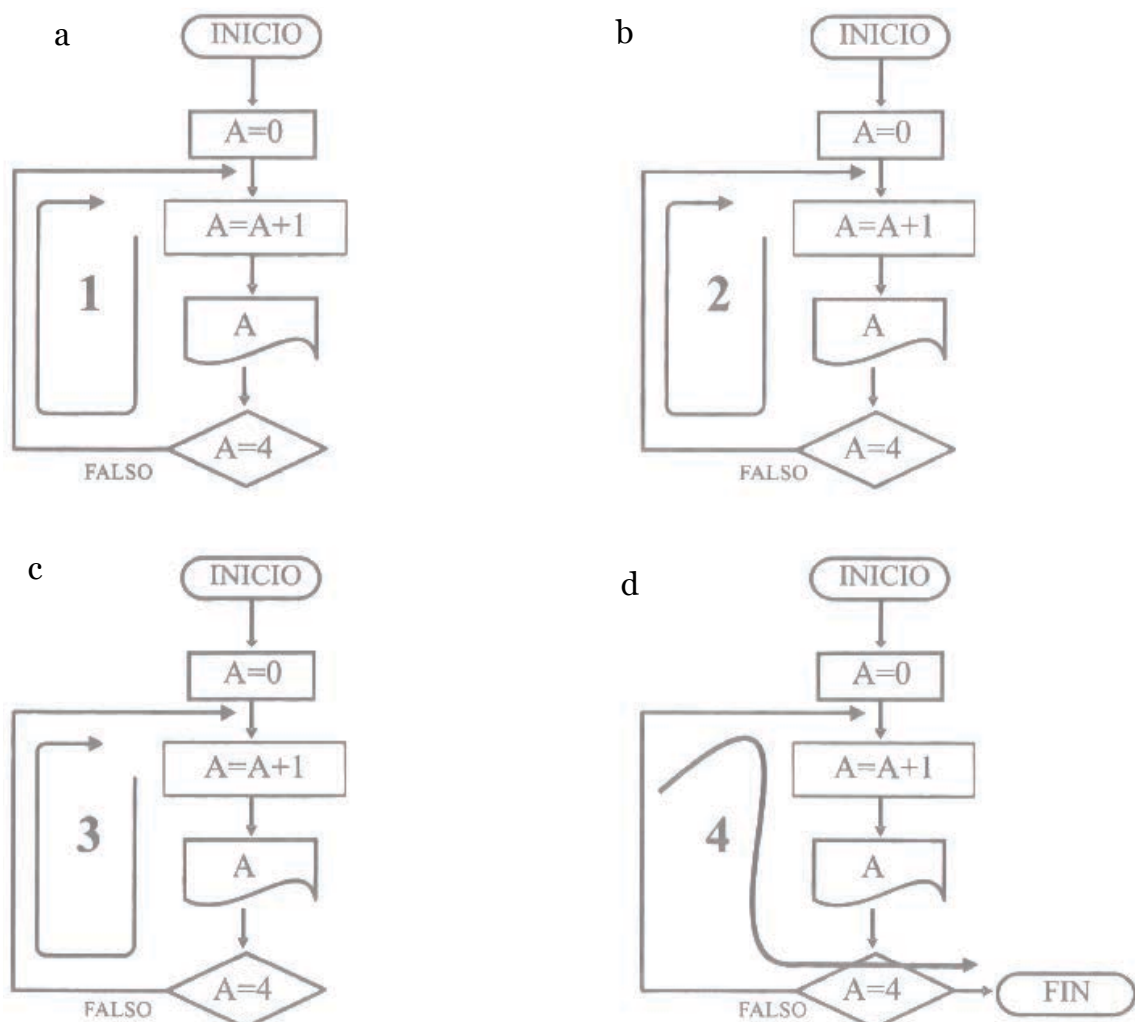 a
INICIO
A=0
A=A+1
1
A
A=4
FALSO
b
INICIO
A=0
A=A+1
2
A
A=4
FALSO
c
INICIO
A=0
A=A+1
3
A
A=4
FALSO
d
INICIO
A=0
A=A+1
4
A
A=4
FALSO
FIN